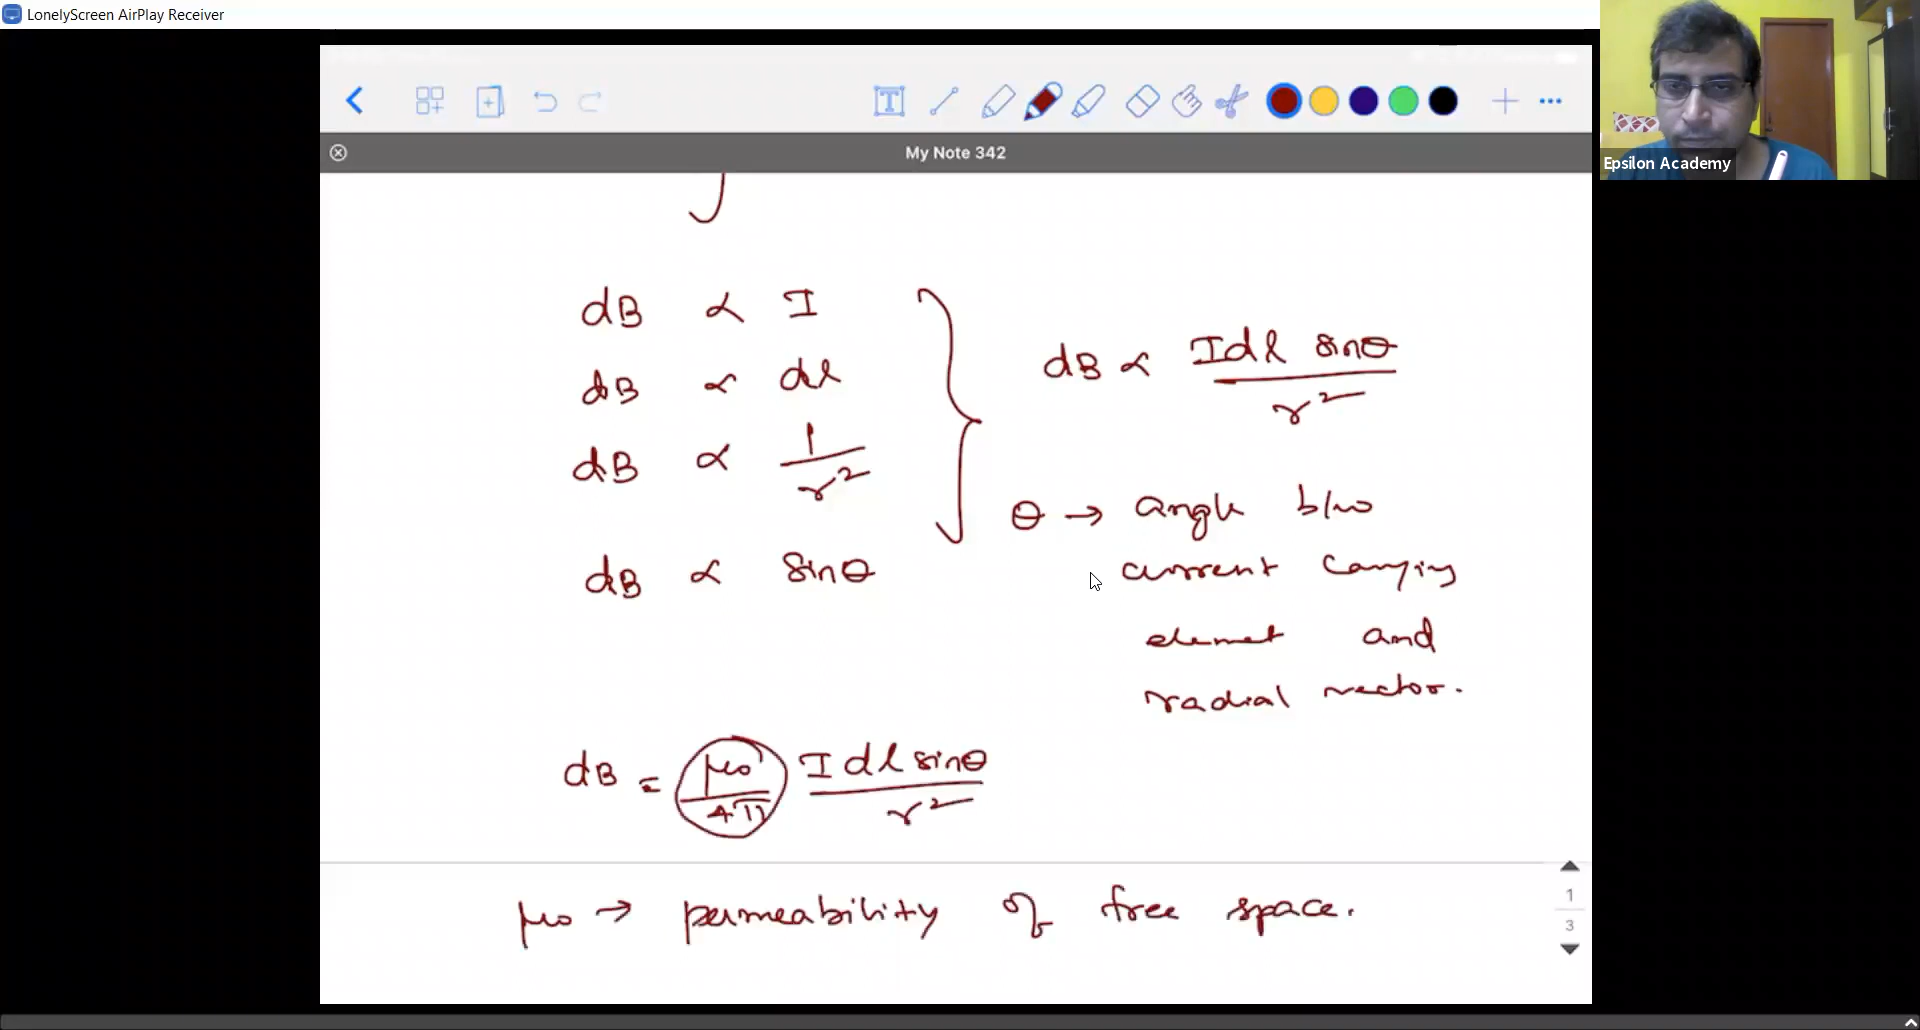 LonelyScreen AirPlay Receiver
My Note 342
Epsilon Academy
dB ∝ I
dB ∝ dl
dB ∝ 1/r²
dB ∝ sinθ
dB ∝ Idl sinθ/r²
θ → angle b/w
current carrying
element and
radial vector.
dB = μ₀/4π Idl sinθ/r²
μ₀ → permeability of free space.
1
3